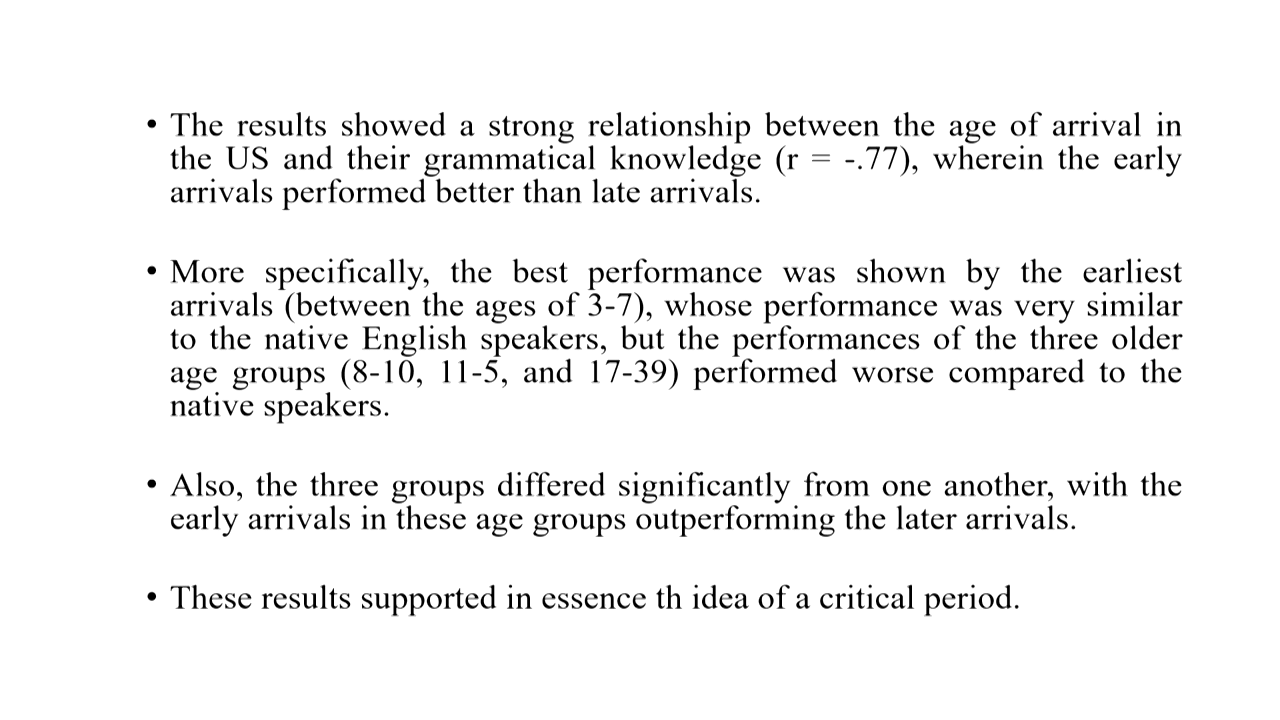 • The results showed a strong relationship between the age of arrival in
the US and their grammatical knowledge (r = -.77), wherein the early
arrivals performed better than late arrivals.
• More specifically, the best performance was shown by the earliest
arrivals (between the ages of 3-7), whose performance was very similar
to the native English speakers, but the performances of the three older
age groups (8-10, 11-5, and 17-39) performed worse compared to the
native speakers.
• Also, the three groups differed significantly from one another, with the
early arrivals in these age groups outperforming the later arrivals.
• These results supported in essence th idea of a critical period.